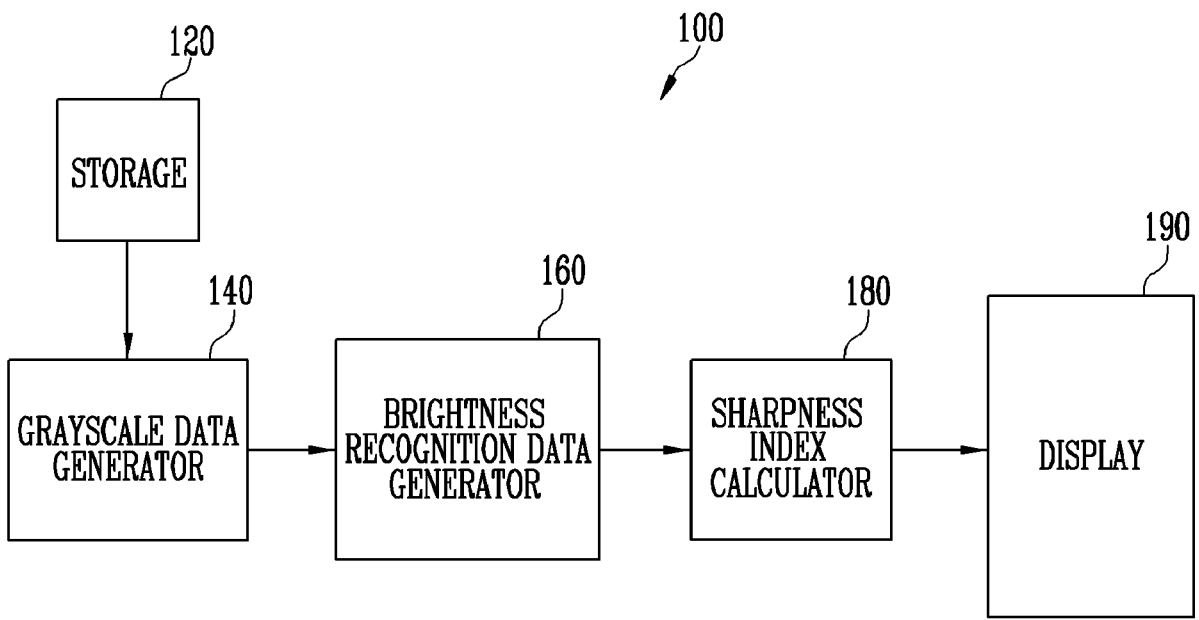 100
120
STORAGE
140
GRAYSCALE DATA
GENERATOR
160
BRIGHTNESS
RECOGNITION DATA
GENERATOR
180
SHARPNESS
INDEX
CALCULATOR
190
DISPLAY